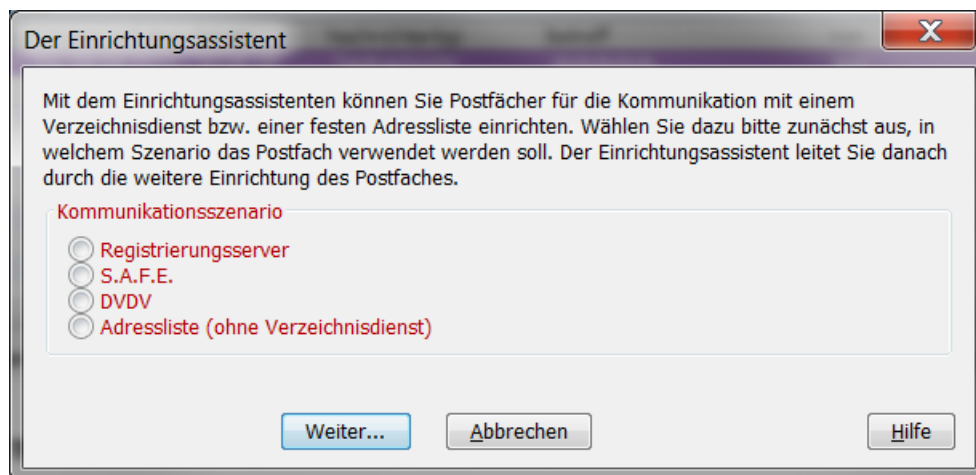 Der Einrichtungsassistent
X
Mit dem Einrichtungsassistenten können Sie Postfächer für die Kommunikation mit einem
Verzeichnisdienst bzw. einer festen Adressliste einrichten. Wählen Sie dazu bitte zunächst aus, in
welchem Szenario das Postfach verwendet werden soll. Der Einrichtungsassistent leitet Sie danach
durch die weitere Einrichtung des Postfaches.
Kommunikationsszenario
Registrierungsserver
S.A.F.E.
DVDV
Adressliste (ohne Verzeichnisdienst)
Weiter... Abbrechen Hilfe